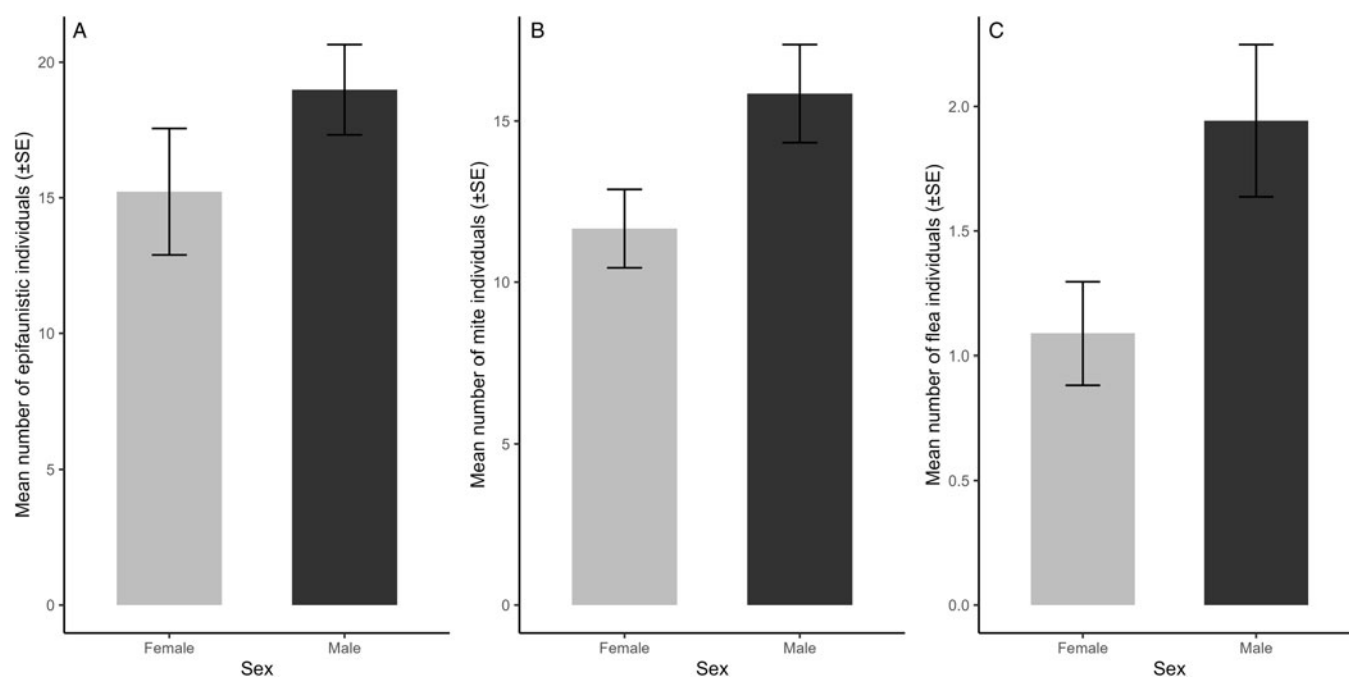 A
Mean number of epifaunistic individuals (±SE)
20
15
10
5
0
Female
Male
Sex
B
Mean number of mite individuals (±SE)
15
10
5
0
Female
Male
Sex
C
Mean number of flea individuals (±SE)
2.0
1.5
1.0
0.5
0.0
Female
Male
Sex